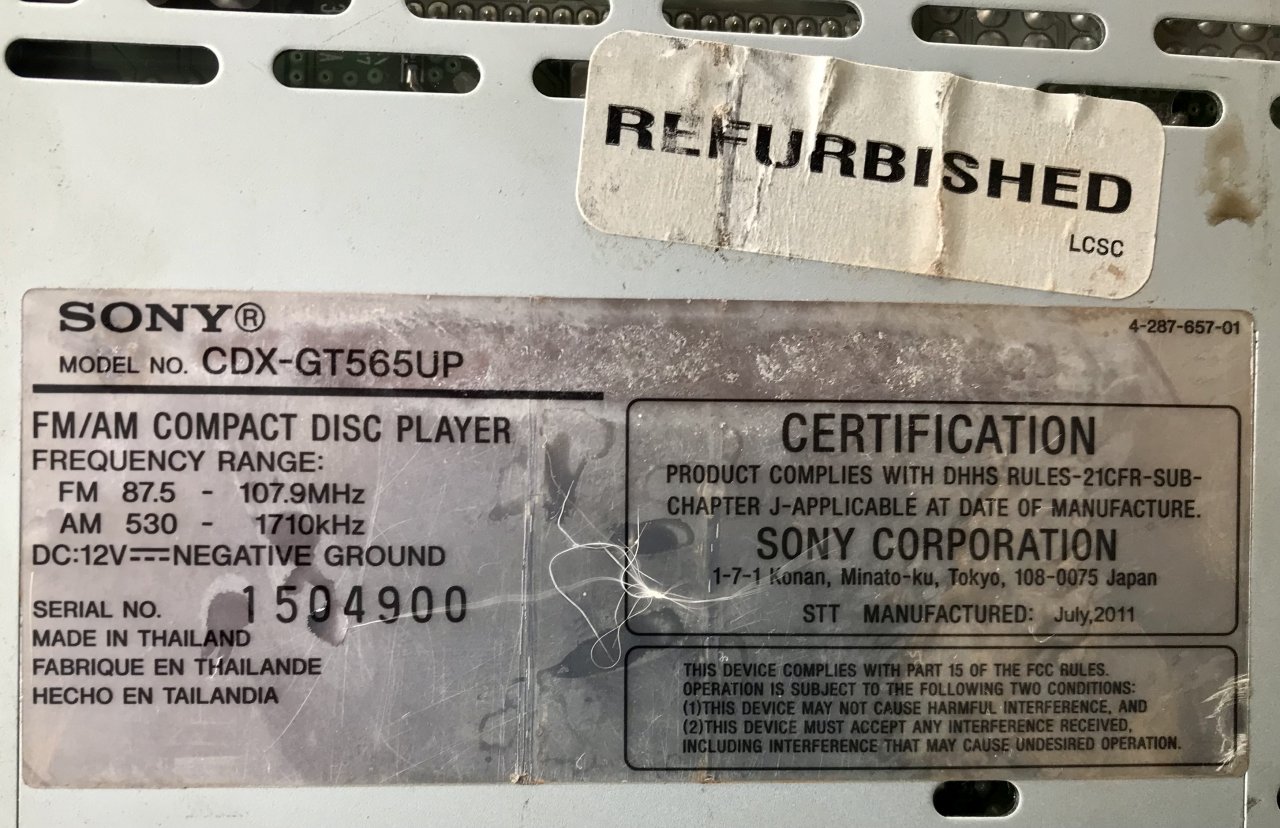 REFURBISHED
LCSC
SONY®
4-287-657-01
MODEL NO. CDX-GT565UP
FM/AM COMPACT DISC PLAYER
FREQUENCY RANGE:
FM 87.5 - 107.9MHz
AM 530 - 1710kHz
DC:12V⎓NEGATIVE GROUND
SERIAL NO. 1504900
MADE IN THAILAND
FABRIQUE EN THAILANDE
HECHO EN TAILANDIA
CERTIFICATION
PRODUCT COMPLIES WITH DHHS RULES-21CFR-SUB-
CHAPTER J-APPLICABLE AT DATE OF MANUFACTURE.
SONY CORPORATION
1-7-1 Konan, Minato-ku, Tokyo, 108-0075 Japan
STT MANUFACTURED: July,2011
THIS DEVICE COMPLIES WITH PART 15 OF THE FCC RULES.
OPERATION IS SUBJECT TO THE FOLLOWING TWO CONDITIONS:
(1)THIS DEVICE MAY NOT CAUSE HARMFUL INTERFERENCE, AND
(2)THIS DEVICE MUST ACCEPT ANY INTERFERENCE RECEIVED,
INCLUDING INTERFERENCE THAT MAY CAUSE UNDESIRED OPERATION.